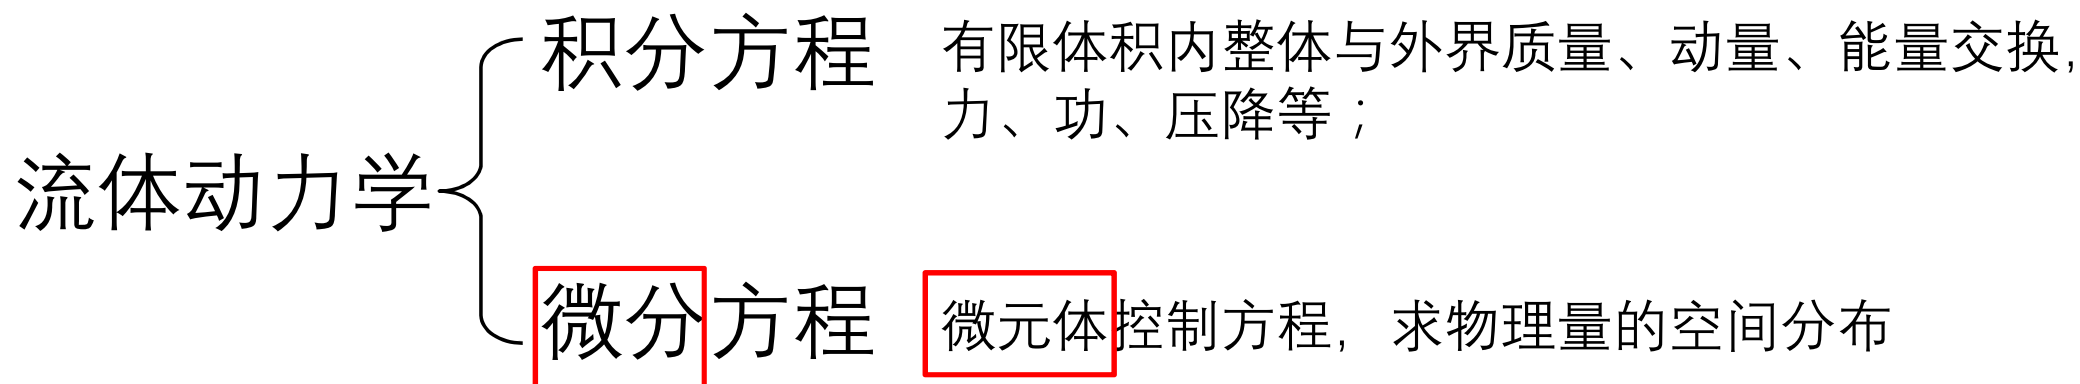 流体动力学
积分方程
有限体积内整体与外界质量、动量、能量交换,
力、功、压降等；
微分方程
微元体控制方程, 求物理量的空间分布